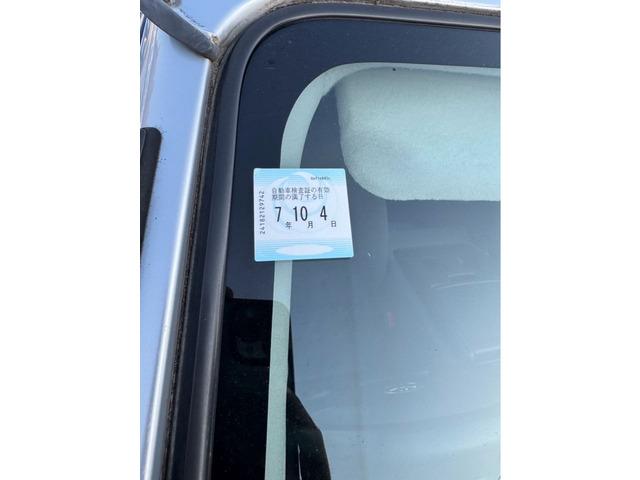 自動車検査証の有効
期間の満了する日
7 10 4
年 月 日
24182129742